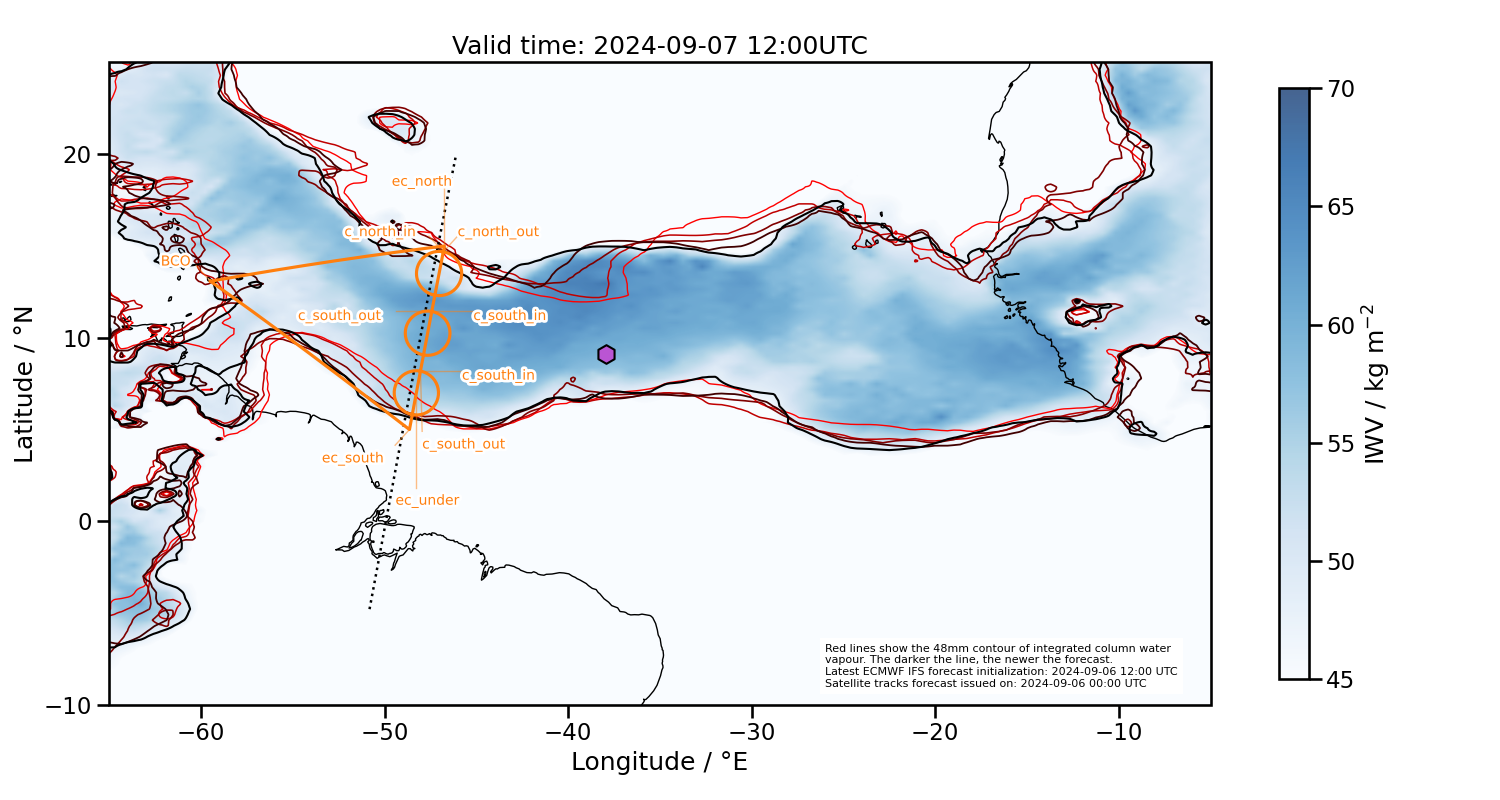 Valid time: 2024-09-07 12:00UTC
70
65
60
55
50
45
IWV / kg m⁻²
20
10
0
−10
Latitude / °N
ec_north
c_north_in
c_north_out
BCO
c_south_out
c_south_in
c_south_in
c_south_out
ec_south
ec_under
Red lines show the 48mm contour of integrated column water
vapour. The darker the line, the newer the forecast.
Latest ECMWF IFS forecast initialization: 2024-09-06 12:00 UTC
Satellite tracks forecast issued on: 2024-09-06 00:00 UTC
−60
−50
−40
−30
−20
−10
Longitude / °E